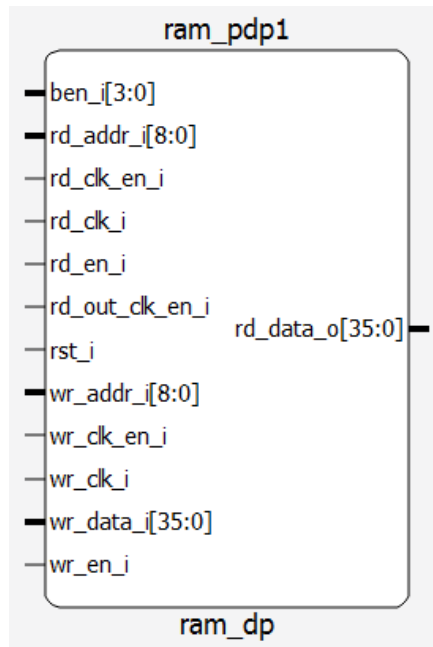 ram_pdp1
ben_i[3:0]
rd_addr_i[8:0]
rd_clk_en_i
rd_clk_i
rd_en_i
rd_out_clk_en_i
rd_data_o[35:0]
rst_i
wr_addr_i[8:0]
wr_clk_en_i
wr_clk_i
wr_data_i[35:0]
wr_en_i
ram_dp